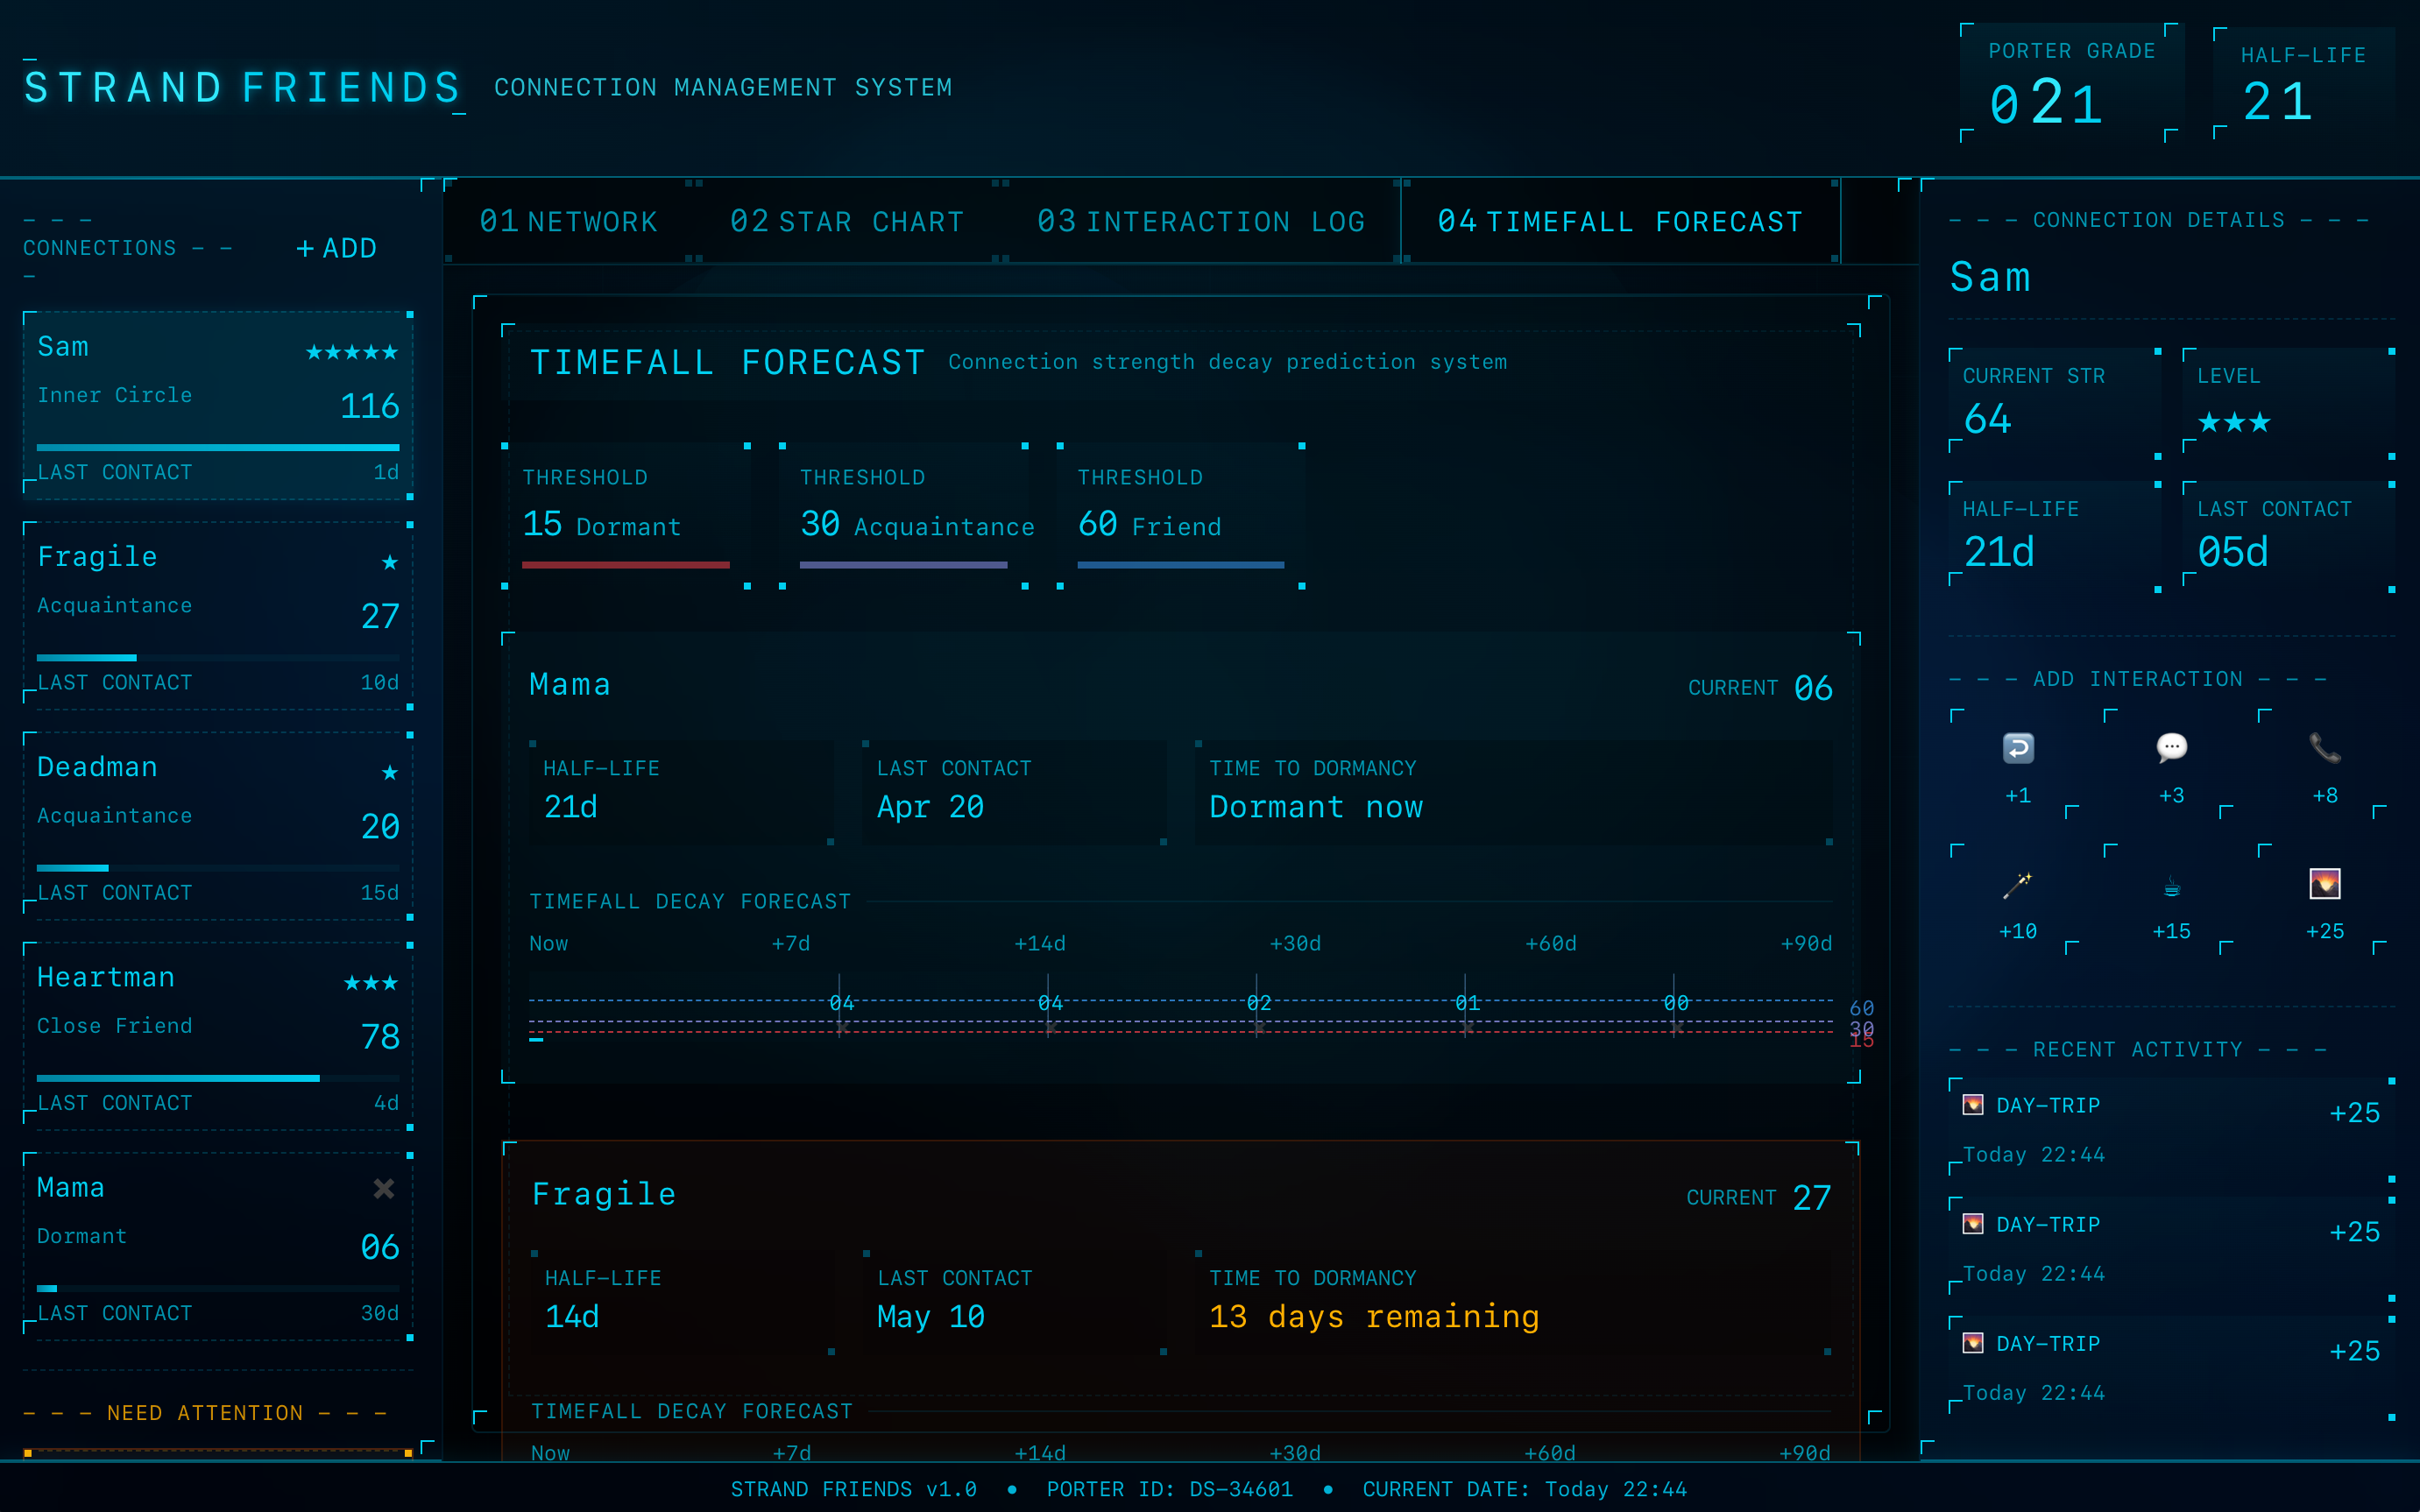 STRAND FRIENDS CONNECTION MANAGEMENT SYSTEM
PORTER GRADE
021
HALF-LIFE
21
- - -
CONNECTIONS - -
-
+ ADD
Sam ★★★★★
Inner Circle 116
LAST CONTACT 1d
Fragile ★
Acquaintance 27
LAST CONTACT 10d
Deadman ★
Acquaintance 20
LAST CONTACT 15d
Heartman ★★★
Close Friend 78
LAST CONTACT 4d
Mama ✖
Dormant 06
LAST CONTACT 30d
- - - NEED ATTENTION - - -
01 NETWORK 02 STAR CHART 03 INTERACTION LOG 04 TIMEFALL FORECAST
TIMEFALL FORECAST Connection strength decay prediction system
THRESHOLD
15 Dormant
THRESHOLD
30 Acquaintance
THRESHOLD
60 Friend
Mama CURRENT 06
HALF-LIFE
21d
LAST CONTACT
Apr 20
TIME TO DORMANCY
Dormant now
TIMEFALL DECAY FORECAST
Now +7d +14d +30d +60d +90d
04 04 02 01 00
60
30
15
Fragile CURRENT 27
HALF-LIFE
14d
LAST CONTACT
May 10
TIME TO DORMANCY
13 days remaining
TIMEFALL DECAY FORECAST
Now +7d +14d +30d +60d +90d
- - - CONNECTION DETAILS - - -
Sam
CURRENT STR
64
LEVEL
★★★
HALF-LIFE
21d
LAST CONTACT
05d
- - - ADD INTERACTION - - -
+1 +3 +8
+10 +15 +25
- - - RECENT ACTIVITY - - -
DAY-TRIP +25
Today 22:44
DAY-TRIP +25
Today 22:44
DAY-TRIP +25
Today 22:44
STRAND FRIENDS v1.0 ● PORTER ID: DS-34601 ● CURRENT DATE: Today 22:44